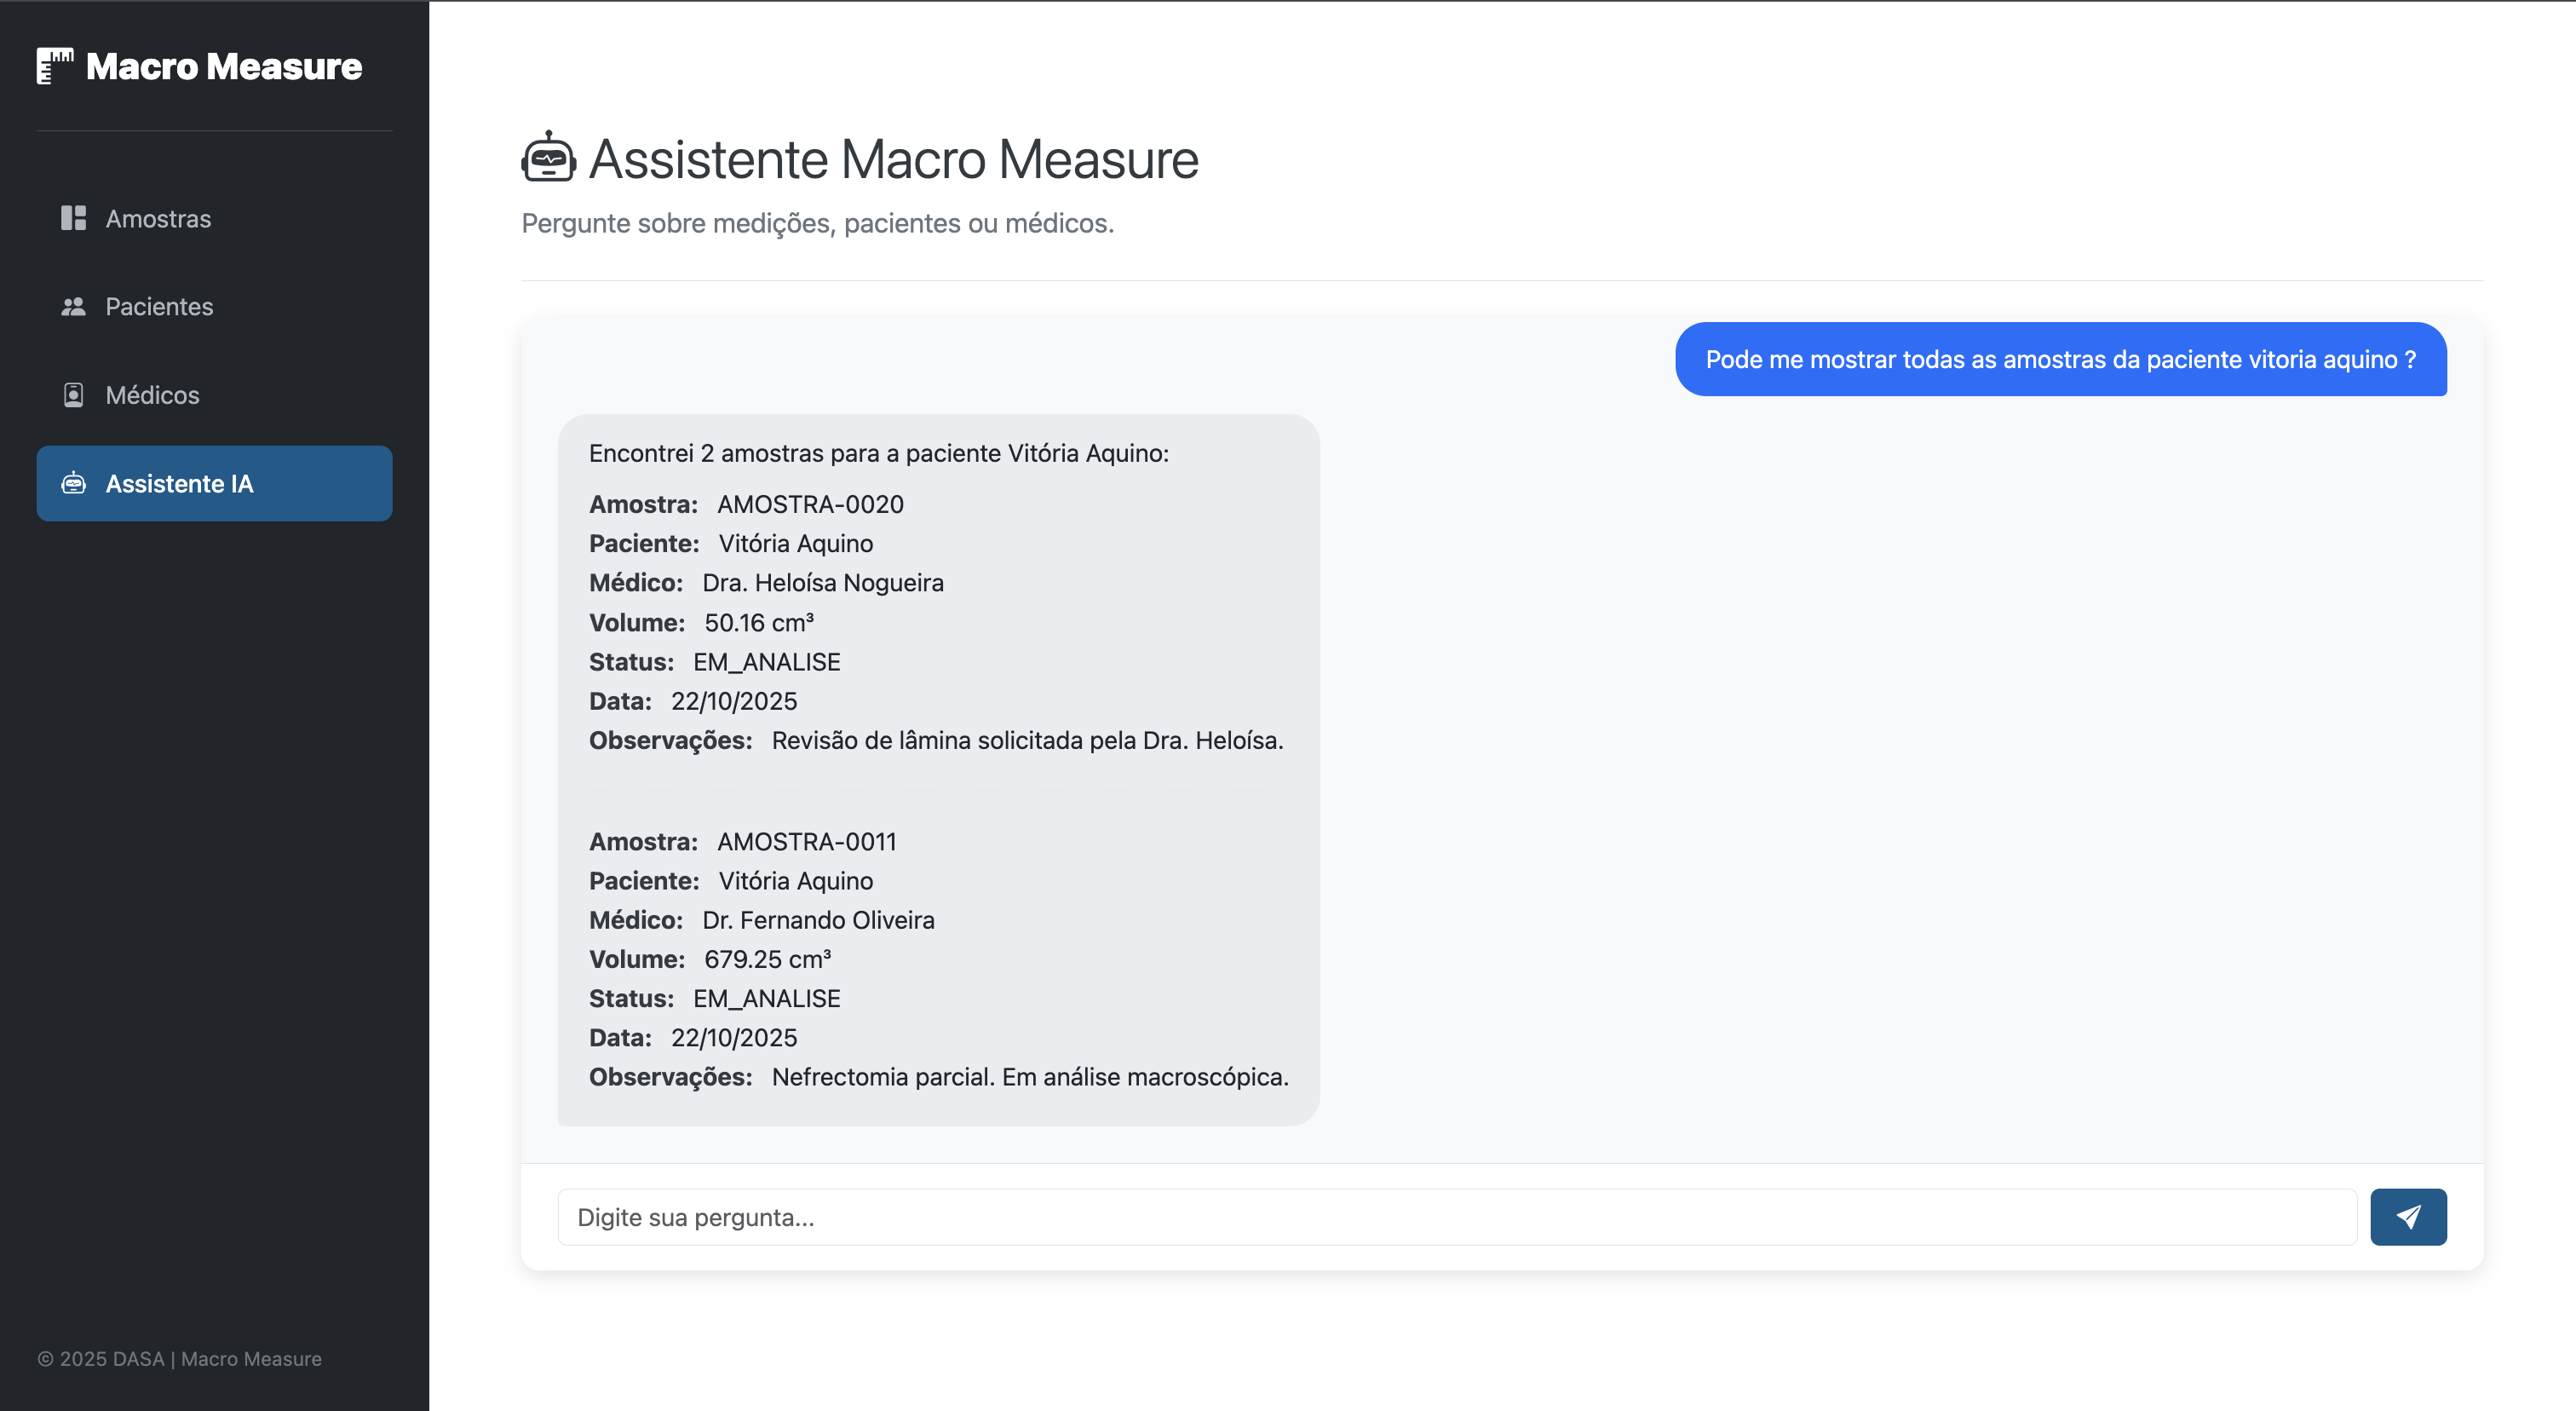 Macro Measure
Amostras
Pacientes
Médicos
Assistente IA
© 2025 DASA | Macro Measure
Assistente Macro Measure
Pergunte sobre medições, pacientes ou médicos.
Pode me mostrar todas as amostras da paciente vitoria aquino ?
Encontrei 2 amostras para a paciente Vitória Aquino:
Amostra: AMOSTRA-0020
Paciente: Vitória Aquino
Médico: Dra. Heloísa Nogueira
Volume: 50.16 cm³
Status: EM_ANALISE
Data: 22/10/2025
Observações: Revisão de lâmina solicitada pela Dra. Heloísa.
Amostra: AMOSTRA-0011
Paciente: Vitória Aquino
Médico: Dr. Fernando Oliveira
Volume: 679.25 cm³
Status: EM_ANALISE
Data: 22/10/2025
Observações: Nefrectomia parcial. Em análise macroscópica.
Digite sua pergunta...